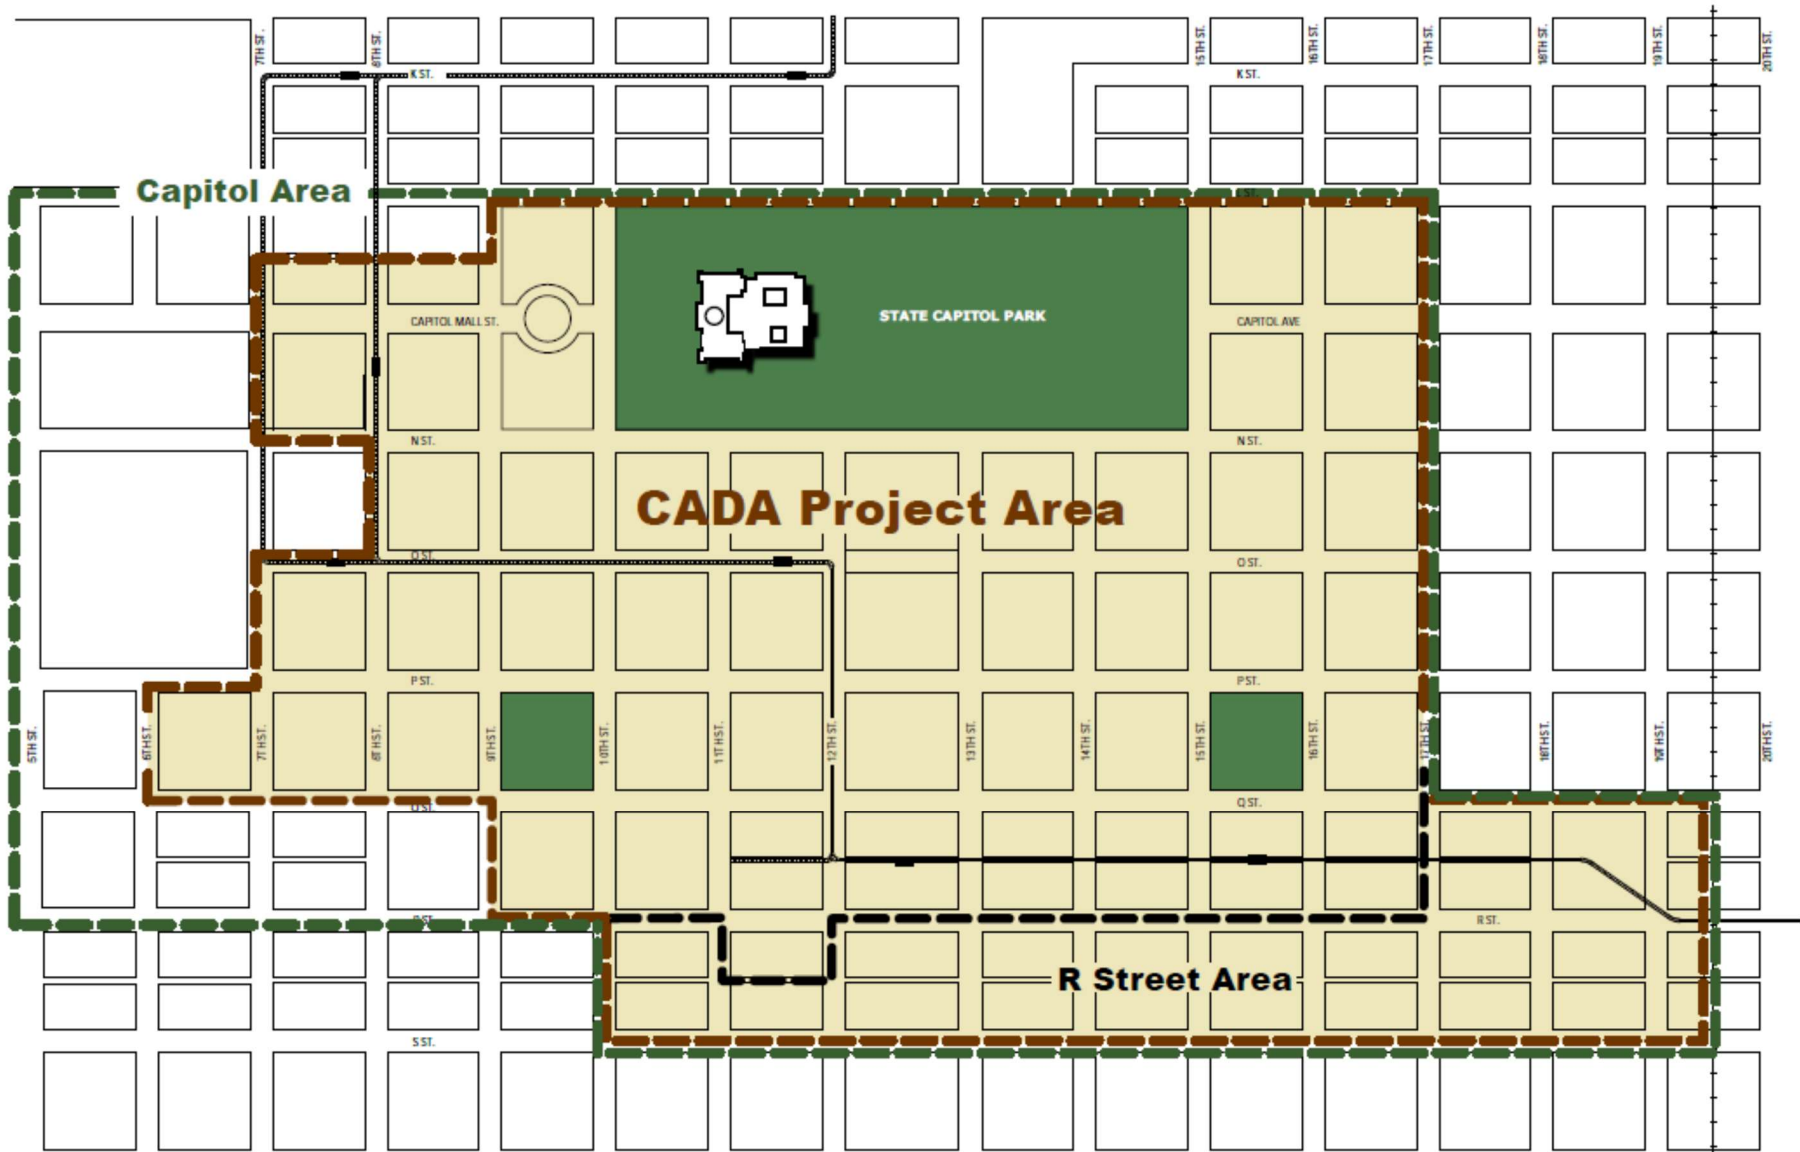 7TH ST.
8TH ST.
15TH ST.
16TH ST.
17TH ST.
18TH ST.
19TH ST.
20TH ST.
K ST.
K ST.
Capitol Area
L ST.
CAPITOL MALL ST.
STATE CAPITOL PARK
CAPITOL AVE
N ST.
N ST.
CADA Project Area
O ST.
O ST.
P ST.
P ST.
5TH ST.
6TH ST.
7TH ST.
8TH ST.
9TH ST.
10TH ST.
11TH ST.
12TH ST.
13TH ST.
14TH ST.
15TH ST.
16TH ST.
17TH ST.
18TH ST.
19TH ST.
20TH ST.
Q ST.
Q ST.
R ST.
R ST.
R Street Area
S ST.